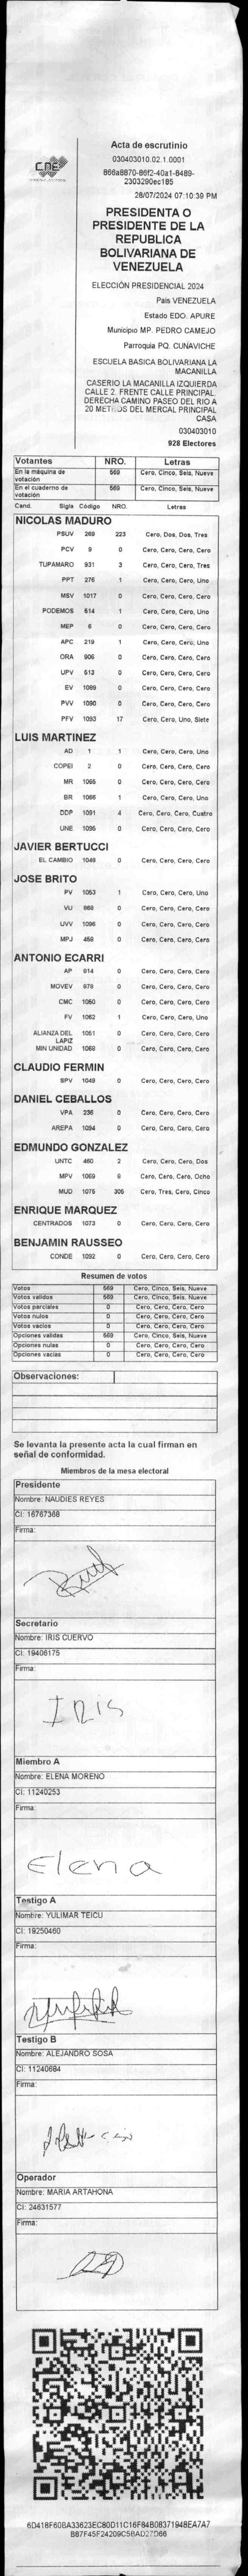 CNE
Acta de escrutinio
030403010.02.1.0001
866a8870-86f2-40a1-8489-
2303290ec185
28/07/2024 07:10:39 PM
PRESIDENTA O
PRESIDENTE DE LA
REPUBLICA
BOLIVARIANA DE
VENEZUELA
ELECCIÓN PRESIDENCIAL 2024
Pais VENEZUELA
Estado EDO. APURE
Municipio MP. PEDRO CAMEJO
Parroquia PQ. CUNAVICHE
ESCUELA BASICA BOLIVARIANA LA
MACANILLA
CASERIO LA MACANILLA IZQUIERDA
CALLE 2. FRENTE CALLE PRINCIPAL.
DERECHA CAMINO PASEO DEL RIO A
20 METROS DEL MERCAL PRINCIPAL
CASA
030403010
928 Electores
Votantes NRO. Letras
En la máquina de votación 569 Cero, Cinco, Seis, Nueve
En el cuaderno de votación 569 Cero, Cinco, Seis, Nueve
Cand. Sigla Código NRO. Letras
NICOLAS MADURO
PSUV 269 223 Cero, Dos, Dos, Tres
PCV 9 0 Cero, Cero, Cero, Cero
TUPAMARO 931 3 Cero, Cero, Cero, Tres
PPT 276 1 Cero, Cero, Cero, Uno
MSV 1017 0 Cero, Cero, Cero, Cero
PODEMOS 514 1 Cero, Cero, Cero, Uno
MEP 6 0 Cero, Cero, Cero, Cero
APC 219 1 Cero, Cero, Cero, Uno
ORA 906 0 Cero, Cero, Cero, Cero
UPV 513 0 Cero, Cero, Cero, Cero
EV 1089 0 Cero, Cero, Cero, Cero
PVV 1090 0 Cero, Cero, Cero, Cero
PFV 1093 17 Cero, Cero, Uno, Siete
LUIS MARTINEZ
AD 1 1 Cero, Cero, Cero, Uno
COPEI 2 0 Cero, Cero, Cero, Cero
MR 1065 0 Cero, Cero, Cero, Cero
BR 1066 1 Cero, Cero, Cero, Uno
DDP 1091 4 Cero, Cero, Cero, Cuatro
UNE 1095 0 Cero, Cero, Cero, Cero
JAVIER BERTUCCI
EL CAMBIO 1046 0 Cero, Cero, Cero, Cero
JOSE BRITO
PV 1053 1 Cero, Cero, Cero, Uno
VU 868 0 Cero, Cero, Cero, Cero
UVV 1096 0 Cero, Cero, Cero, Cero
MPJ 458 0 Cero, Cero, Cero, Cero
ANTONIO ECARRI
AP 914 0 Cero, Cero, Cero, Cero
MOVEV 978 0 Cero, Cero, Cero, Cero
CMC 1050 0 Cero, Cero, Cero, Cero
FV 1062 1 Cero, Cero, Cero, Uno
ALIANZA DEL LAPIZ 1051 0 Cero, Cero, Cero, Cero
MIN UNIDAD 1068 0 Cero, Cero, Cero, Cero
CLAUDIO FERMIN
SPV 1049 0 Cero, Cero, Cero, Cero
DANIEL CEBALLOS
VPA 236 0 Cero, Cero, Cero, Cero
AREPA 1094 0 Cero, Cero, Cero, Cero
EDMUNDO GONZALEZ
UNTC 460 2 Cero, Cero, Cero, Dos
MPV 1069 8 Cero, Cero, Cero, Ocho
MUD 1075 305 Cero, Tres, Cero, Cinco
ENRIQUE MARQUEZ
CENTRADOS 1073 0 Cero, Cero, Cero, Cero
BENJAMIN RAUSSEO
CONDE 1092 0 Cero, Cero, Cero, Cero
Resumen de votos
Votos 569 Cero, Cinco, Seis, Nueve
Votos validos 569 Cero, Cinco, Seis, Nueve
Votos parciales 0 Cero, Cero, Cero, Cero
Votos nulos 0 Cero, Cero, Cero, Cero
Votos vacios 0 Cero, Cero, Cero, Cero
Opciones validas 569 Cero, Cinco, Seis, Nueve
Opciones nulas 0 Cero, Cero, Cero, Cero
Opciones vacias 0 Cero, Cero, Cero, Cero
Observaciones:
Se levanta la presente acta la cual firman en
señal de conformidad.
Miembros de la mesa electoral
Presidente
Nombre: NAUDIES REYES
CI: 16767368
Firma:
Secretario
Nombre: IRIS CUERVO
CI: 19406175
Firma:
IRIS
Miembro A
Nombre: ELENA MORENO
CI: 11240253
Firma:
Elena
Testigo A
Nombre: YULIMAR TEICU
CI: 19250460
Firma:
Testigo B
Nombre: ALEJANDRO SOSA
CI: 11240684
Firma:
Operador
Nombre: MARIA ARTAHONA
CI: 24631577
Firma:
6D418F60BA33623EC80D11C16F84B08371948EA7A7
B87F45F24209C5BAD27D66